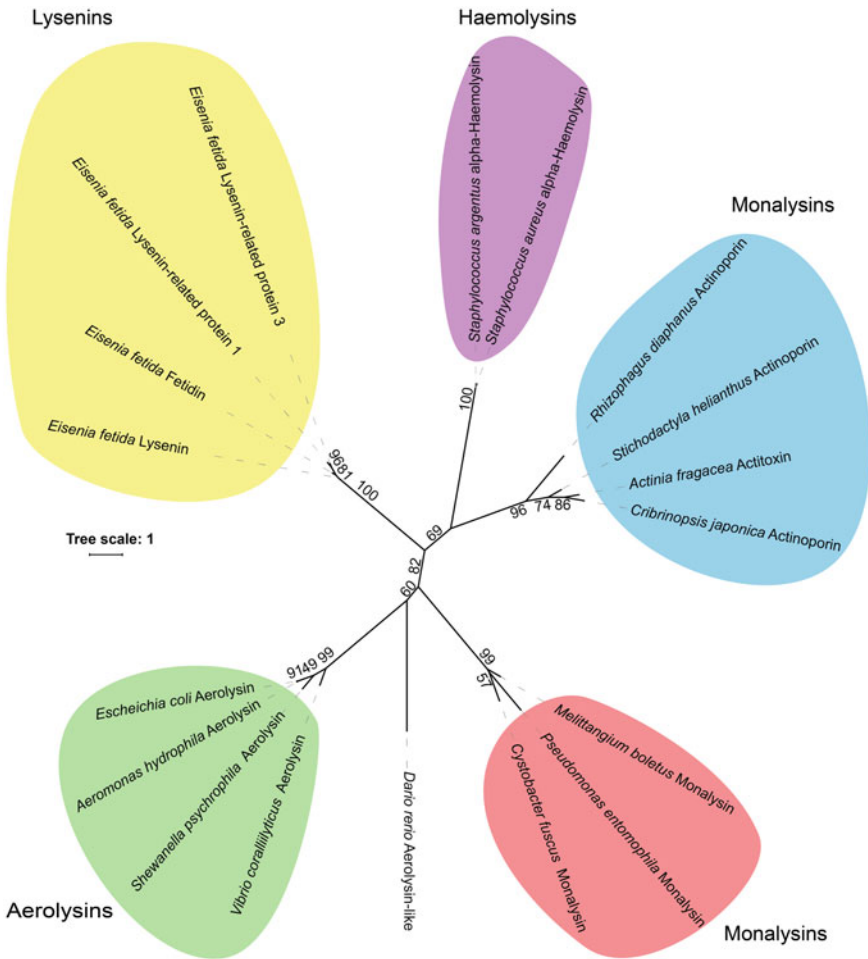 Lysenins
Haemolysins
Eisenia fetida Lysenin-related protein 3
Eisenia fetida Lysenin-related protein 1
Eisenia fetida Fetidin
Eisenia fetida Lysenin
Staphylococcus argentus alpha-Haemolysin
Staphylococcus aureus alpha-Haemolysin
Monalysins
Rhizophagus diaphanus Actinoporin
Stichodactyla helianthus Actinoporin
Actinia fragacea Actitoxin
Cribrinopsis japonica Actinoporin
100
9681
100
96
74
86
69
82
60
Tree scale: 1
9149
99
99
57
Escheichia coli Aerolysin
Aeromonas hydrophila Aerolysin
Shewanella psychrophila Aerolysin
Vibrio coralliilyticus Aerolysin
Aerolysins
Dario rerio Aerolysin-like
Melittangium boletus Monalysin
Pseudomonas entomophila Monalysin
Cystobacter fuscus Monalysin
Monalysins